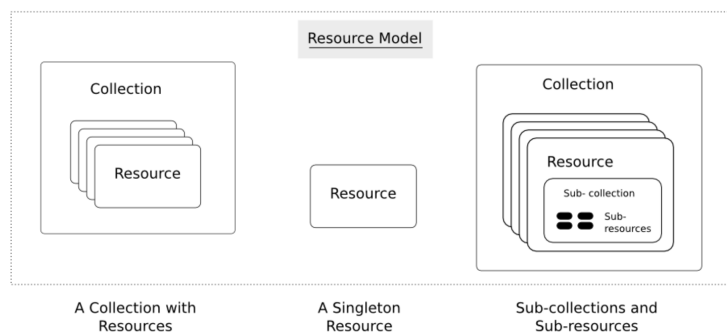 Resource Model
Collection
Resource
Resource
Collection
Resource
Sub- collection
Sub-
resources
A Collection with
Resources
A Singleton
Resource
Sub-collections and
Sub-resources